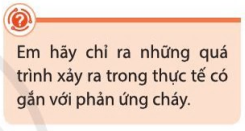 Em hãy chỉ ra những quá
trình xảy ra trong thực tế có
gắn với phản ứng cháy.